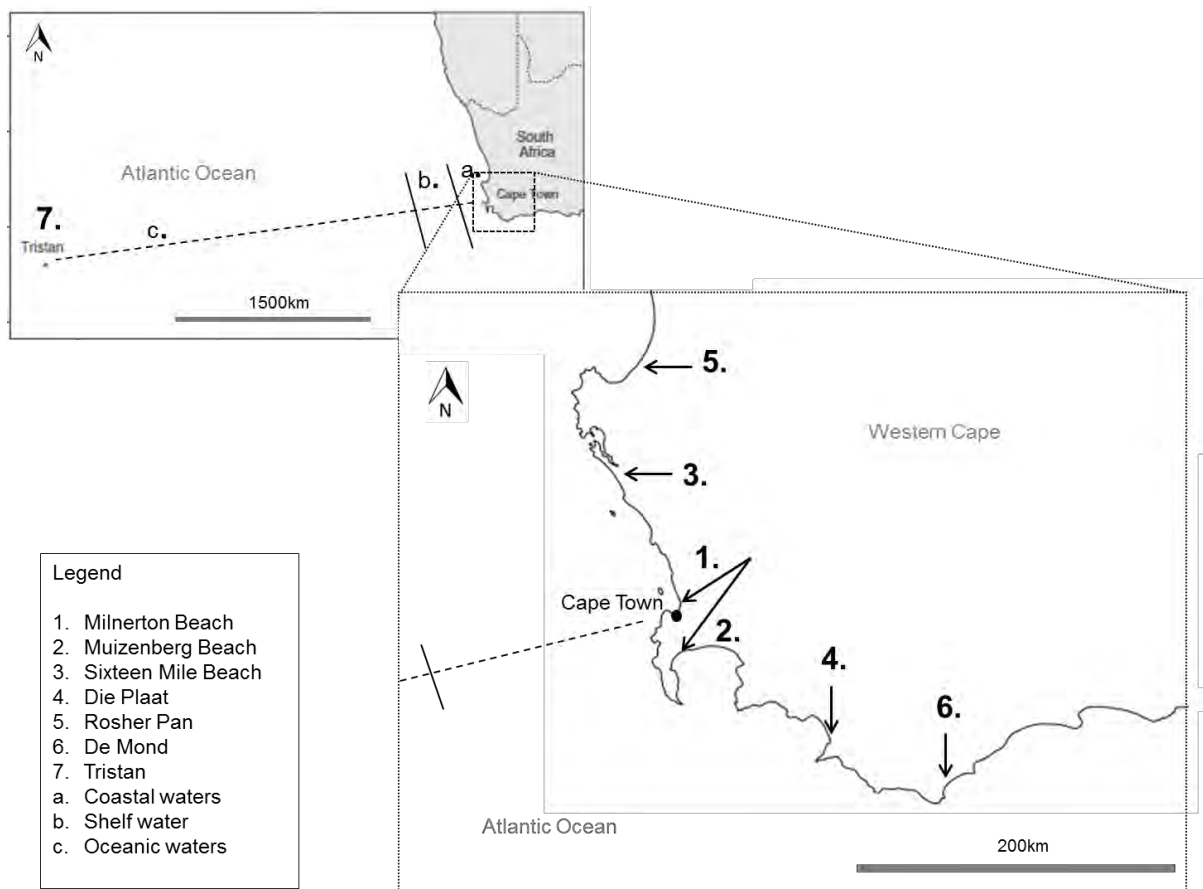 N
South
Africa
Atlantic Ocean
a.
b.
Cape Town
7.
c.
Tristan
1500km
5.
N
Western Cape
3.
1.
Cape Town
2.
4.
6.
Atlantic Ocean
200km
Legend
1. Milnerton Beach
2. Muizenberg Beach
3. Sixteen Mile Beach
4. Die Plaat
5. Rosher Pan
6. De Mond
7. Tristan
a. Coastal waters
b. Shelf water
c. Oceanic waters